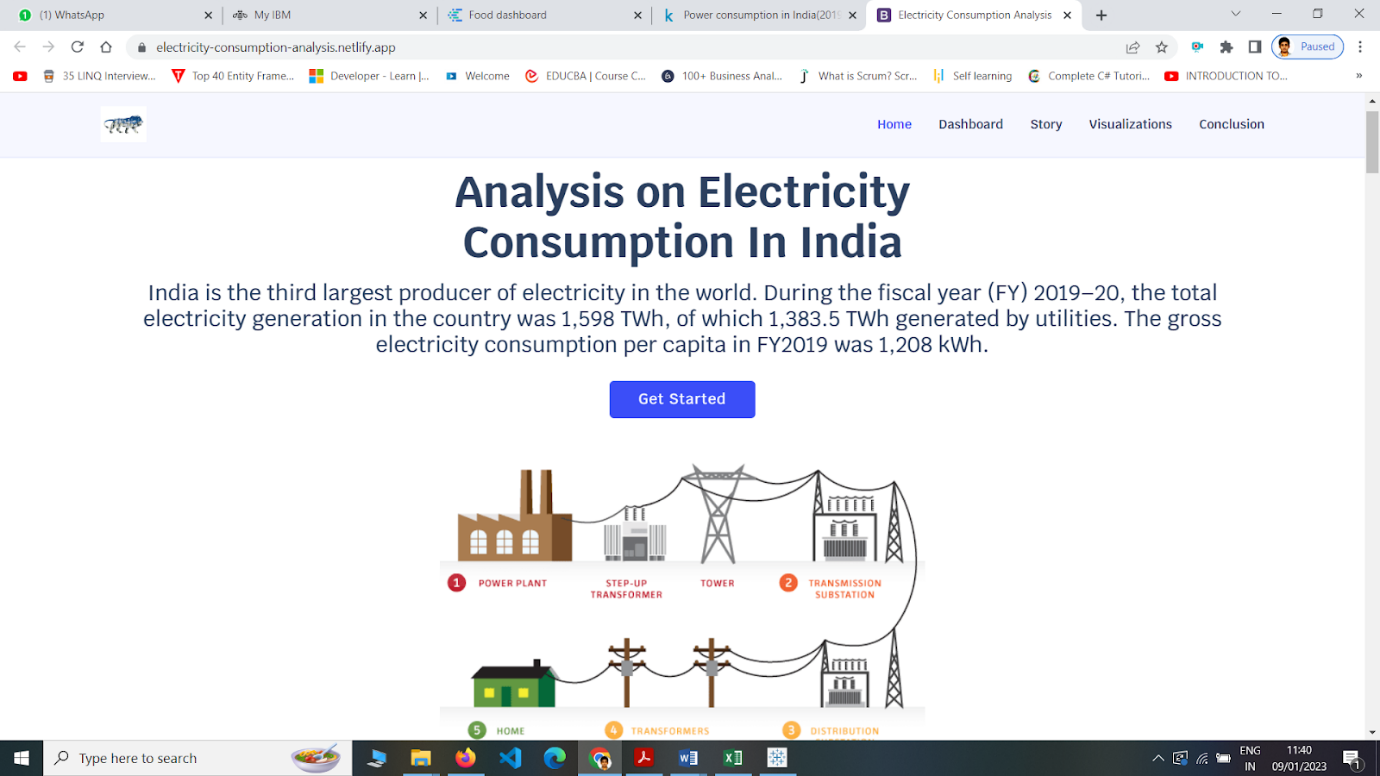 (1) WhatsApp
My IBM
Food dashboard
Power consumption in India(2019
Electricity Consumption Analysis
electricity-consumption-analysis.netlify.app
Paused
35 LINQ Interview...
Top 40 Entity Frame...
Developer - Learn |...
Welcome
EDUCBA | Course C...
100+ Business Anal...
What is Scrum? Scr...
Self learning
Complete C# Tutori...
INTRODUCTION TO...
»
Home
Dashboard
Story
Visualizations
Conclusion
Analysis on Electricity
Consumption In India
India is the third largest producer of electricity in the world. During the fiscal year (FY) 2019–20, the total
electricity generation in the country was 1,598 TWh, of which 1,383.5 TWh generated by utilities. The gross
electricity consumption per capita in FY2019 was 1,208 kWh.
Get Started
1 POWER PLANT
STEP-UP
TRANSFORMER
TOWER
2 TRANSMISSION
SUBSTATION
5 HOME
4 TRANSFORMERS
3 DISTRIBUTION
Type here to search
ENG
IN
11:40
09/01/2023
1